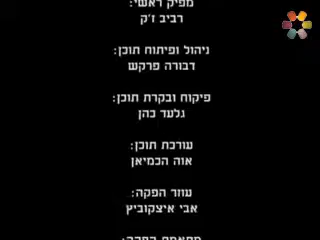 מפיק ראשי:
רביב ז'ק
ניהול ופיתוח תוכן:
דבורה פרקש
פיקוח ובקרת תוכן:
גלעד כהן
עורכת תוכן:
אוה הכמיאן
עוזר הפקה:
אבי איצקוביץ